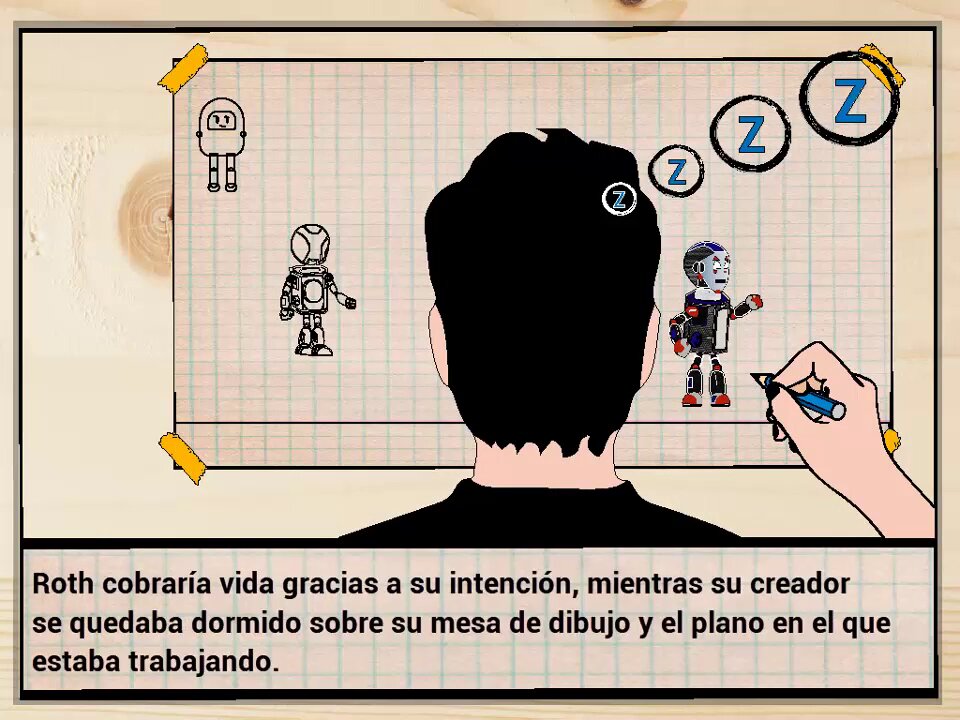 Z
Z
Z
Z
Roth cobraría vida gracias a su intención, mientras su creador
se quedaba dormido sobre su mesa de dibujo y el plano en el que
estaba trabajando.